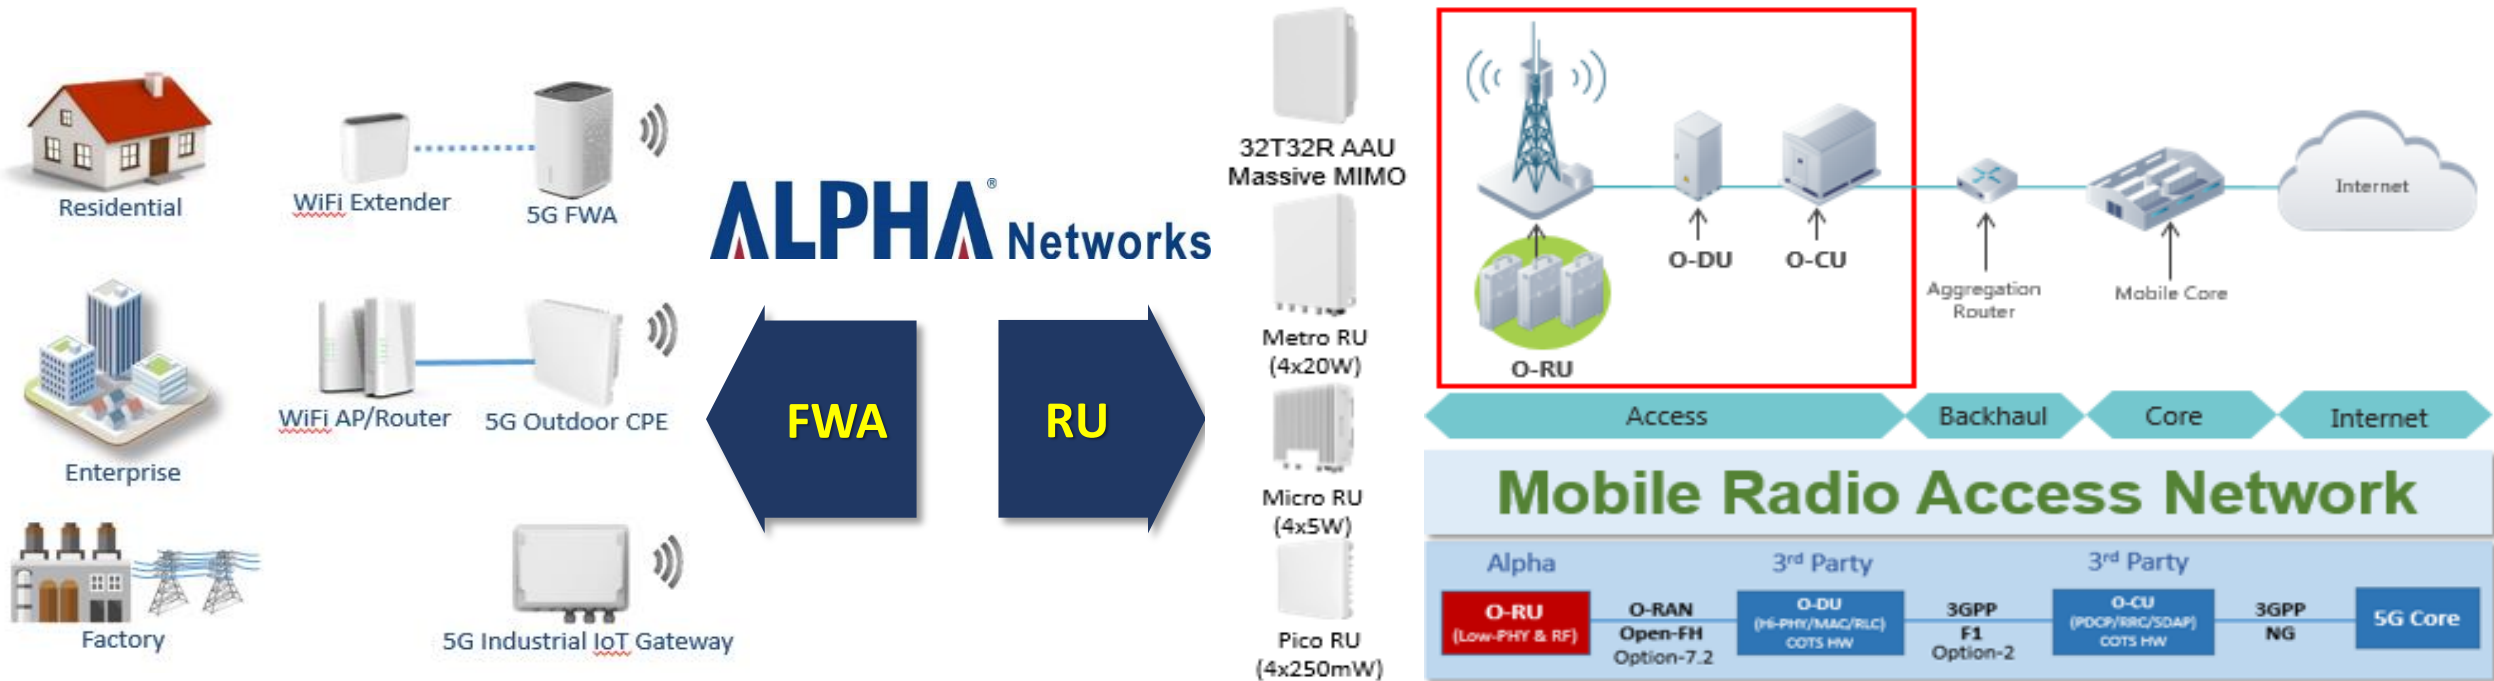 Residential
WiFi Extender
5G FWA
Enterprise
WiFi AP/Router
5G Outdoor CPE
Factory
5G Industrial IoT Gateway
ALPHA® Networks
FWA
RU
32T32R AAU
Massive MIMO
Metro RU
(4x20W)
Micro RU
(4x5W)
Pico RU
(4x250mW)
O-RU
O-DU
O-CU
Aggregation
Router
Mobile Core
Internet
Access
Backhaul
Core
Internet
Mobile Radio Access Network
Alpha
3rd Party
3rd Party
O-RU
(Low-PHY & RF)
O-RAN
Open-FH
Option-7.2
O-DU
(Hi-PHY/MAC/RLC)
COTS HW
3GPP
F1
Option-2
O-CU
(PDCP/RRC/SDAP)
COTS HW
3GPP
NG
5G Core